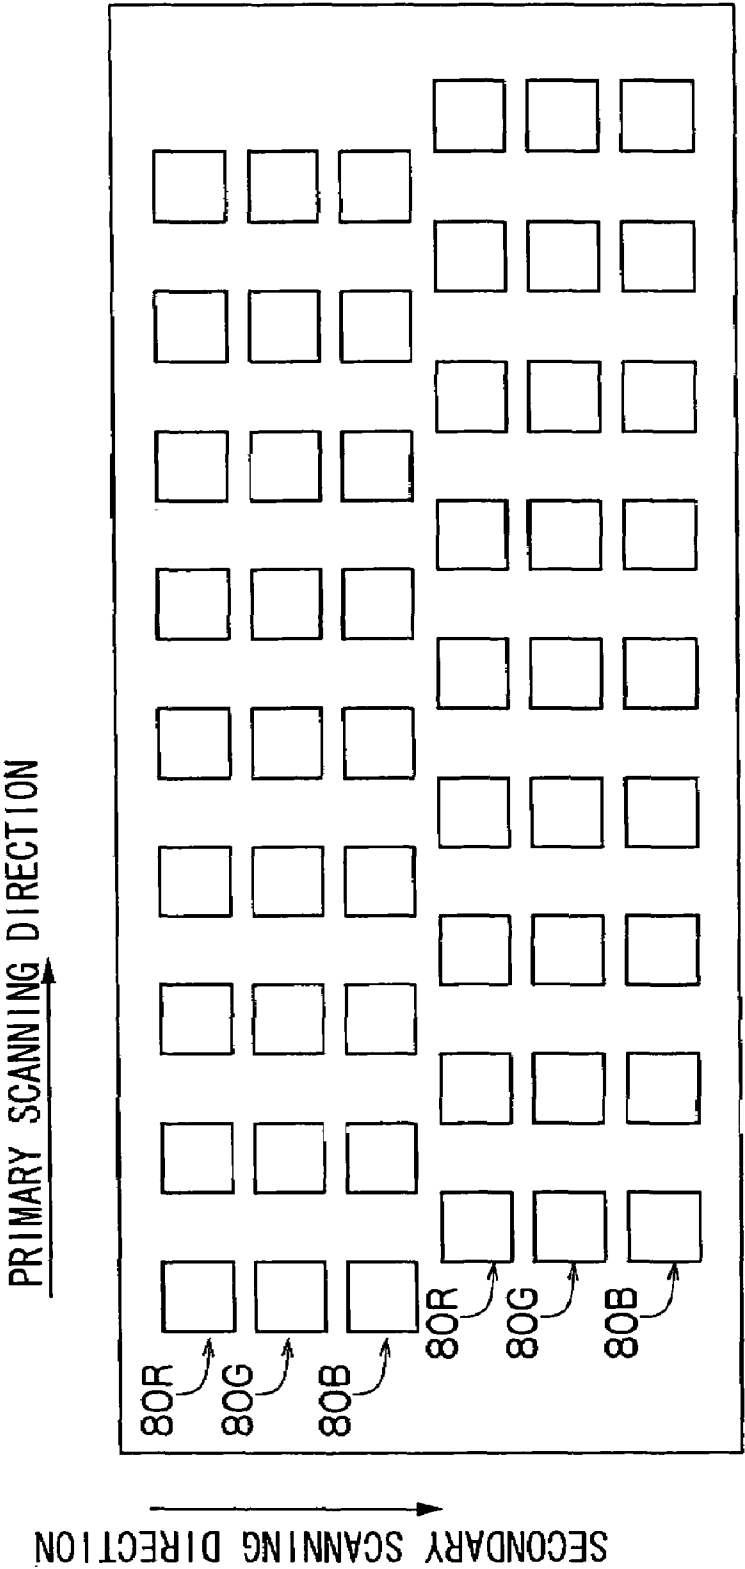 PRIMARY SCANNING DIRECTION
80R
80G
80B
80R
80G
80B
SECONDARY SCANNING DIRECTION